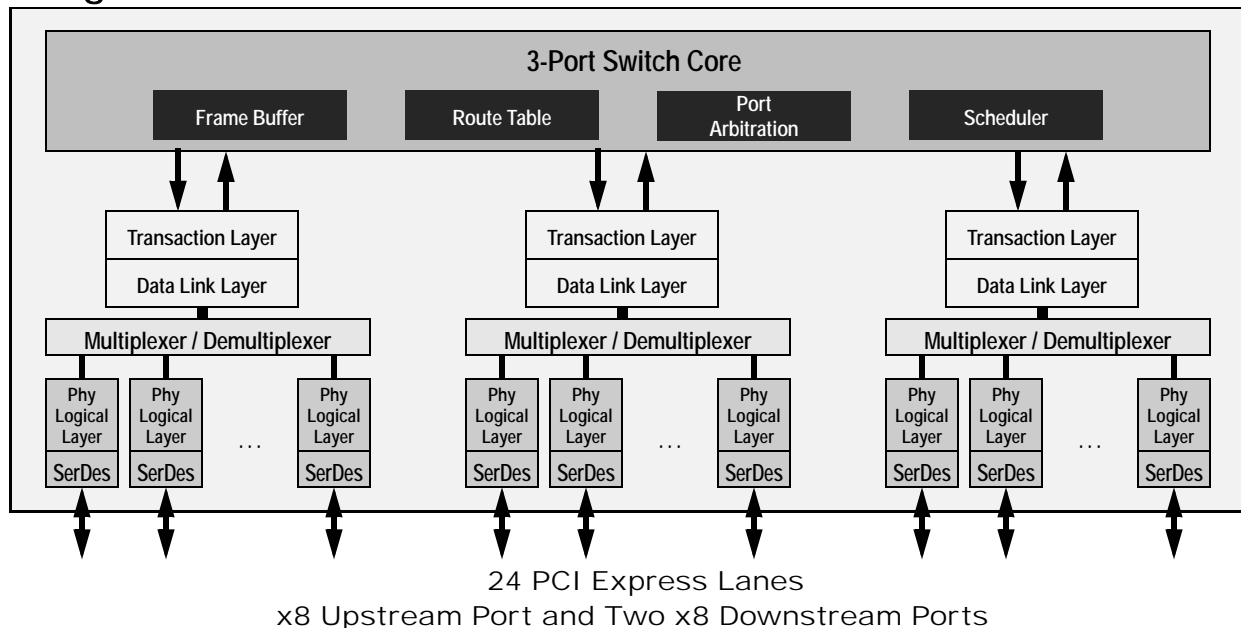 3-Port Switch Core
Frame Buffer
Route Table
Port
Arbitration
Scheduler
Transaction Layer
Transaction Layer
Transaction Layer
Data Link Layer
Data Link Layer
Data Link Layer
Multiplexer / Demultiplexer
Multiplexer / Demultiplexer
Multiplexer / Demultiplexer
Phy
Logical
Layer
Phy
Logical
Layer
...
Phy
Logical
Layer
Phy
Logical
Layer
Phy
Logical
Layer
...
Phy
Logical
Layer
Phy
Logical
Layer
Phy
Logical
Layer
...
Phy
Logical
Layer
SerDes
SerDes
SerDes
SerDes
SerDes
SerDes
SerDes
SerDes
SerDes
24 PCI Express Lanes
x8 Upstream Port and Two x8 Downstream Ports